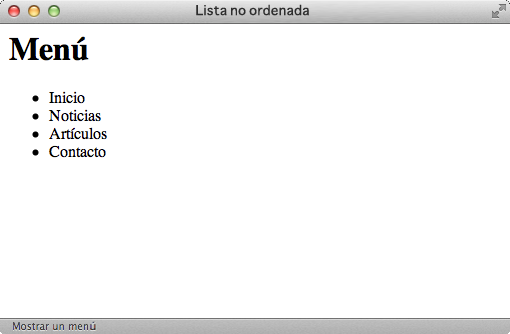 Lista no ordenada
Menú
Inicio
Noticias
Artículos
Contacto
Mostrar un menú